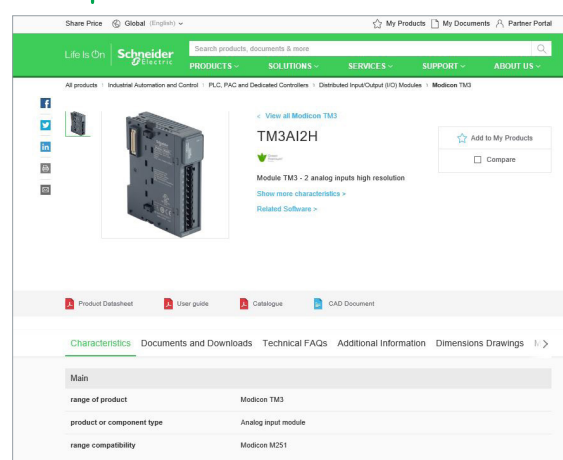 Share Price Global (English) My Products My Documents Partner Portal
Life Is On Schneider Electric
Search products, documents & more
PRODUCTS SOLUTIONS SERVICES SUPPORT ABOUT US
All products Industrial Automation and Control PLC, PAC and Dedicated Controllers Distributed Input/Output (I/O) Modules Modicon TM3
< View all Modicon TM3
TM3AI2H
Add to My Products
Compare
Module TM3 - 2 analog inputs high resolution
Show more characteristics >
Related Software >
Product Datasheet User guide Catalogue CAD Document
Characteristics Documents and Downloads Technical FAQs Additional Information Dimensions Drawings
Main
range of product Modicon TM3
product or component type Analog input module
range compatibility Modicon M251